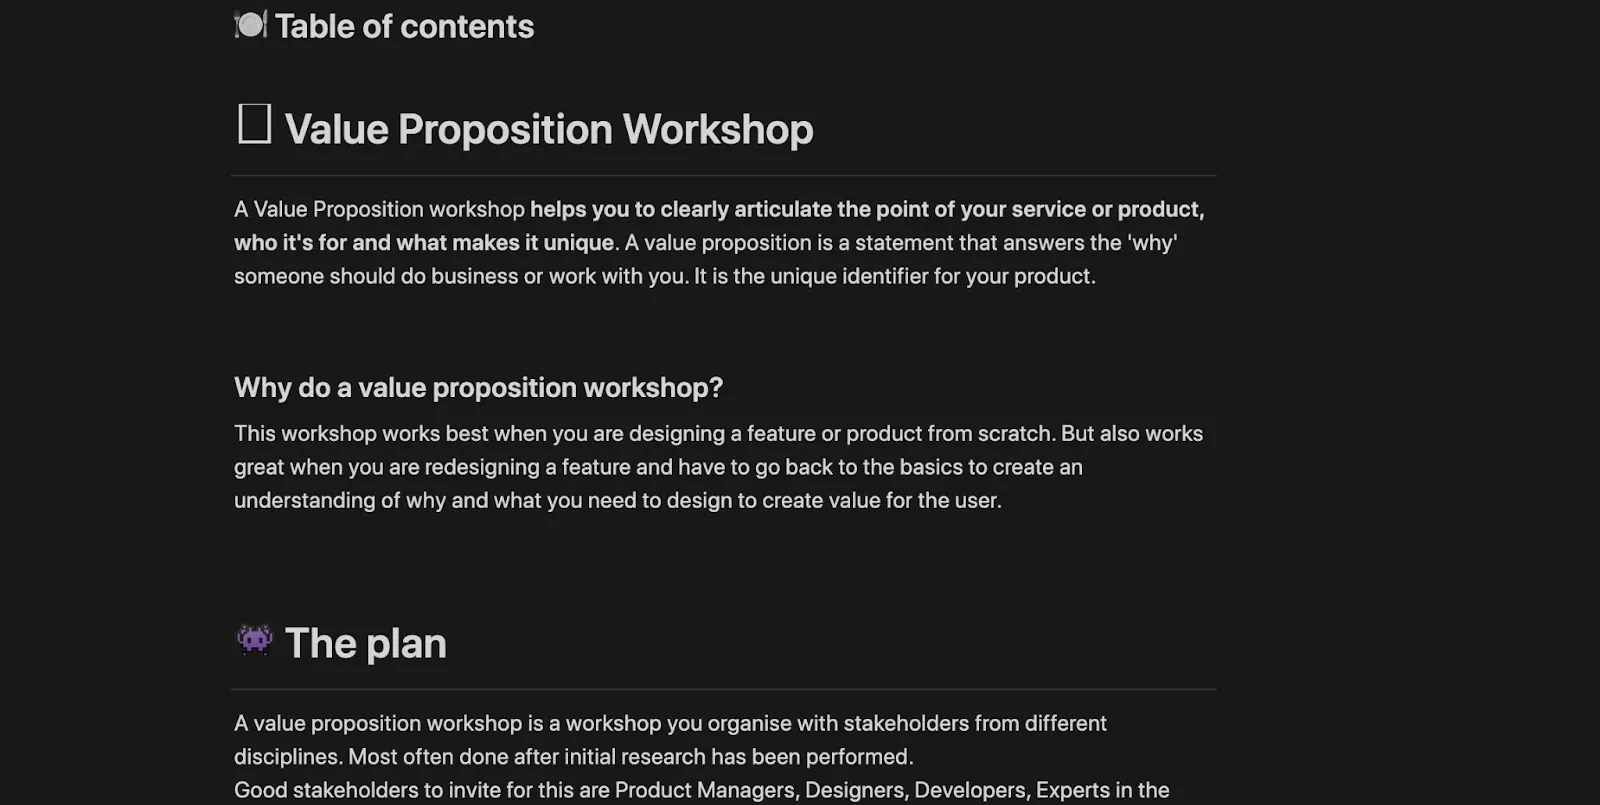 🍽️ Table of contents
Value Proposition Workshop
A Value Proposition workshop helps you to clearly articulate the point of your service or product,
who it's for and what makes it unique. A value proposition is a statement that answers the 'why'
someone should do business or work with you. It is the unique identifier for your product.
Why do a value proposition workshop?
This workshop works best when you are designing a feature or product from scratch. But also works
great when you are redesigning a feature and have to go back to the basics to create an
understanding of why and what you need to design to create value for the user.
👾 The plan
A value proposition workshop is a workshop you organise with stakeholders from different
disciplines. Most often done after initial research has been performed.
Good stakeholders to invite for this are Product Managers, Designers, Developers, Experts in the